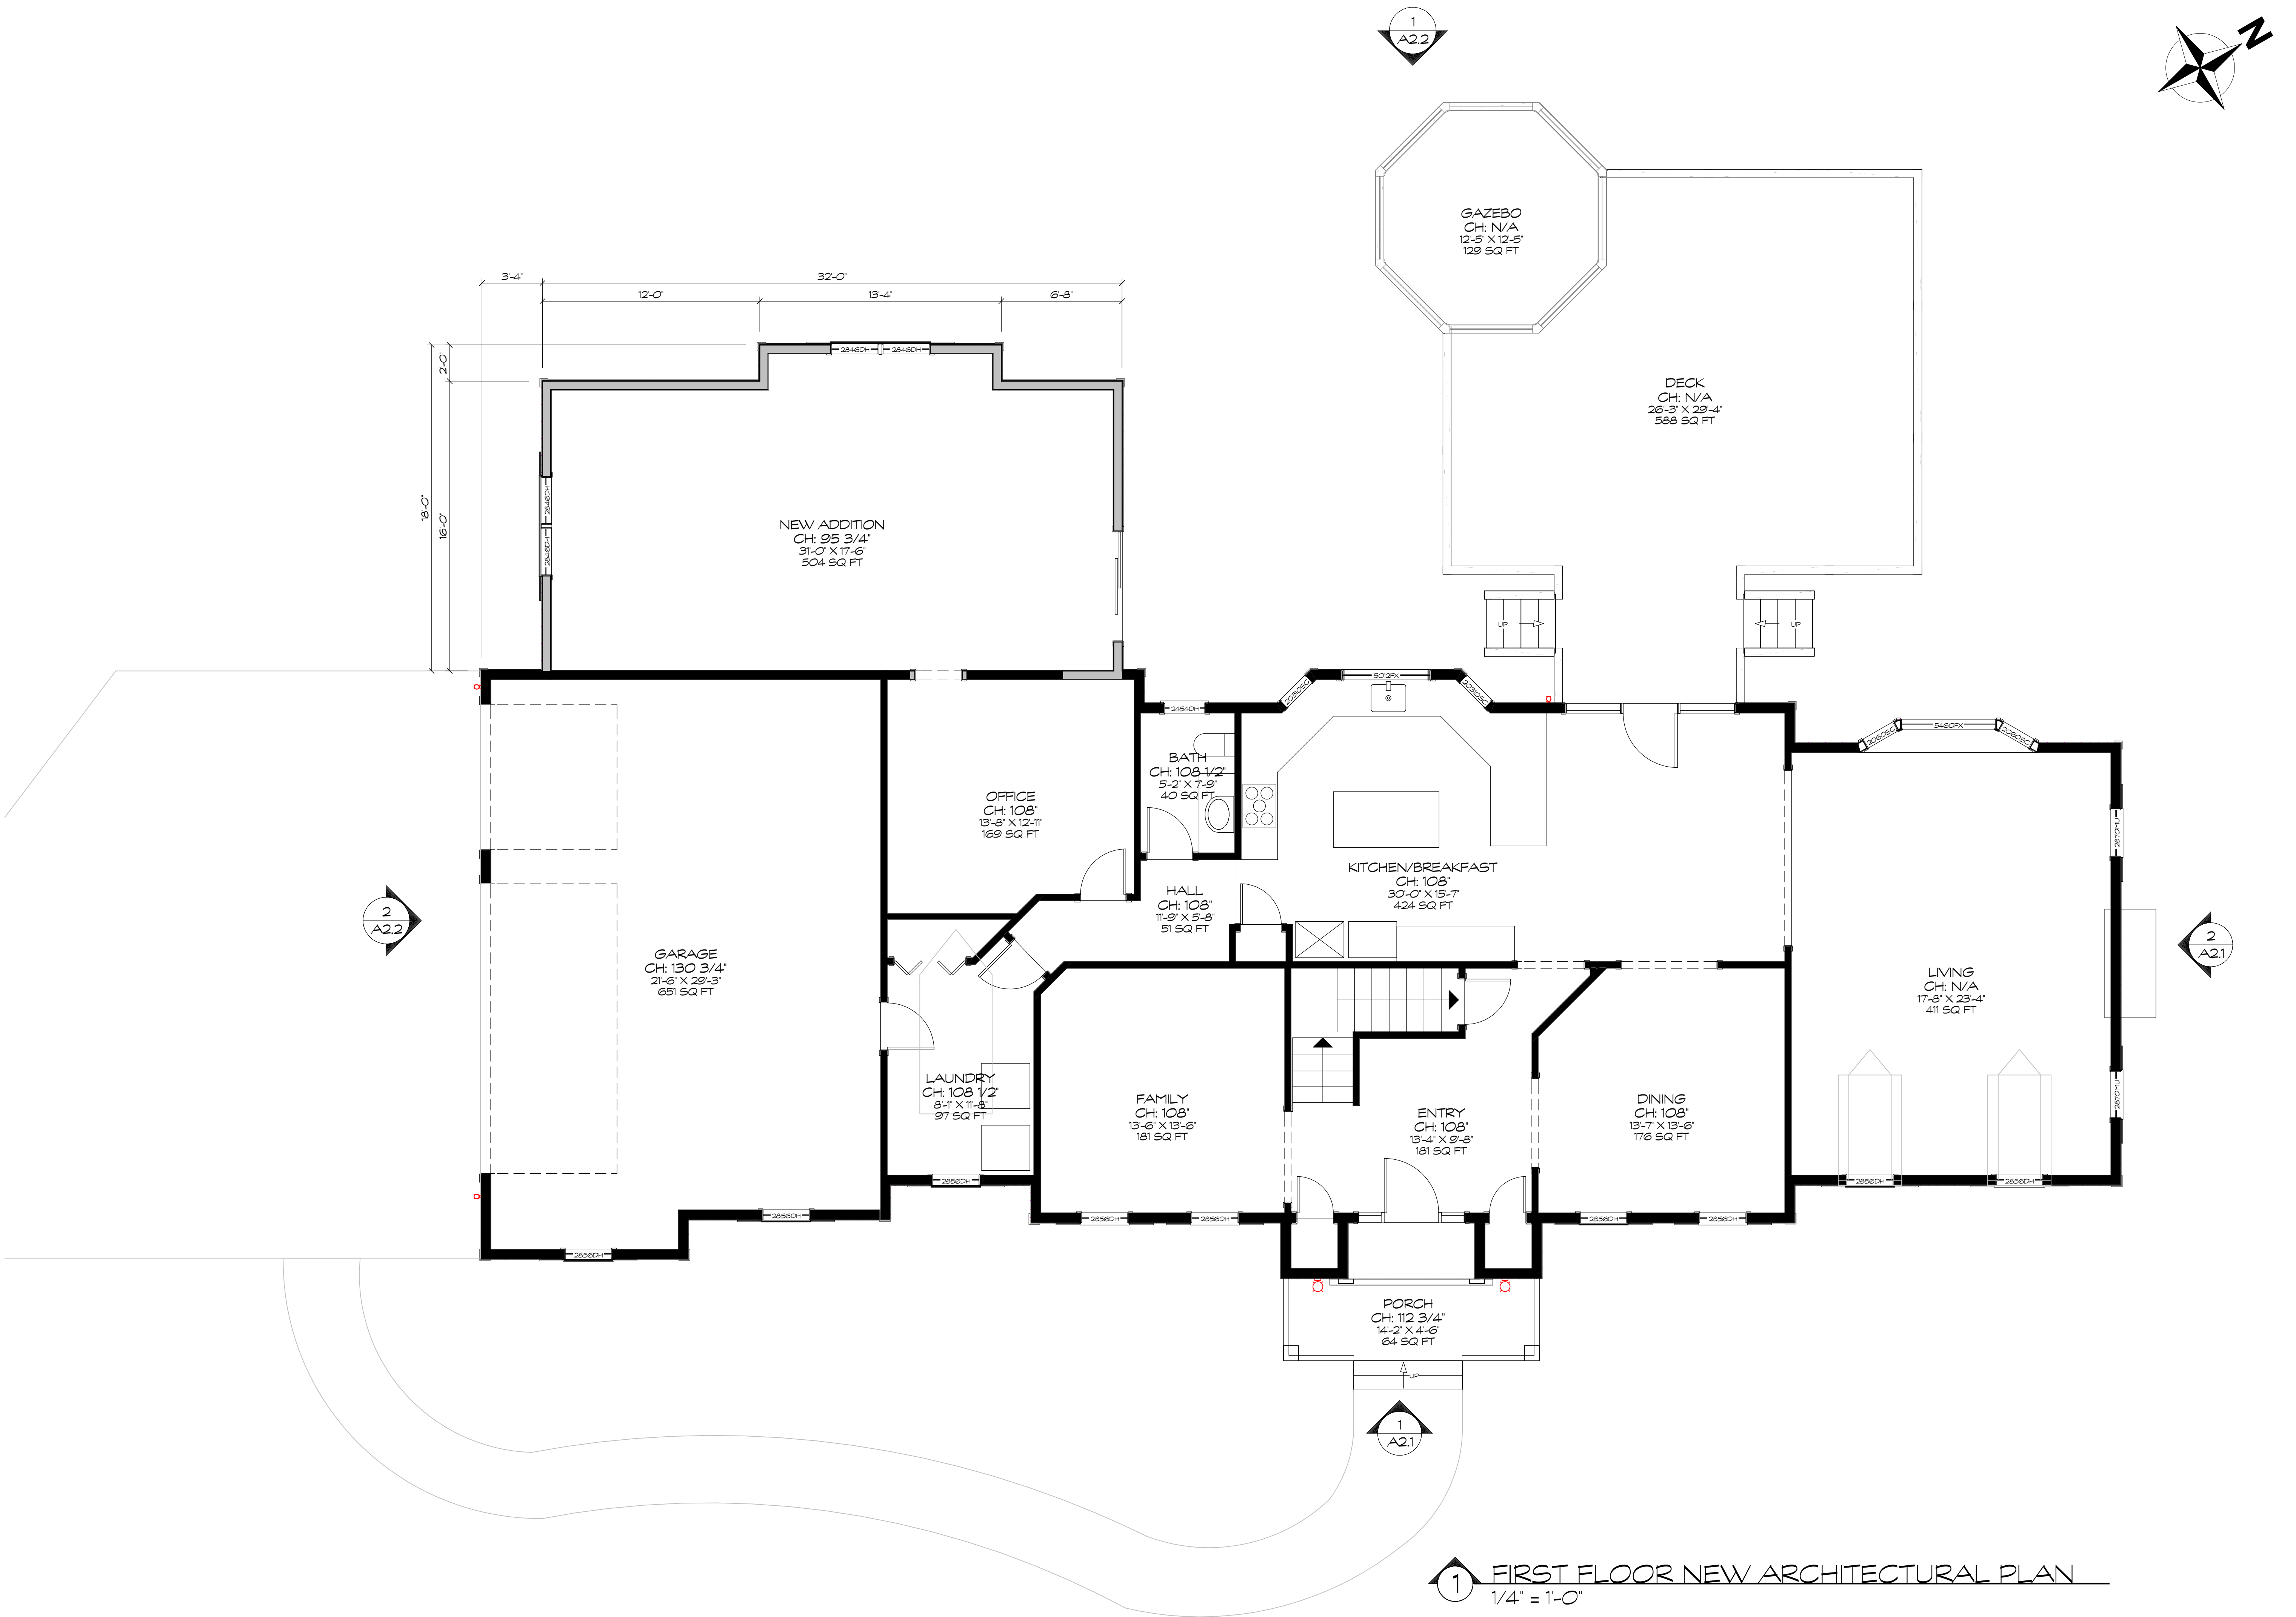 1
A2.2
N
GAZEBO
CH: N/A
12'-5" X 12'-5"
129 SQ FT
3'-4"
32'-0"
12'-0"
13'-4"
6'-8"
2846DH
2846DH
2'-0"
18'-0"
16'-0"
DECK
CH: N/A
26'-3" X 29'-4"
588 SQ FT
2846DH
2846DH
NEW ADDITION
CH: 95 3/4"
31'-0" X 17'-6"
504 SQ FT
UP
UP
5012FX
2030SC
2030SC
2454DH
5460FX
2060SC
2060SC
BATH
CH: 108 1/2"
5'-2" X 7'-9"
40 SQ FT
OFFICE
CH: 108"
13'-8" X 12'-11"
169 SQ FT
2870HU
KITCHEN/BREAKFAST
CH: 108"
30'-0" X 15'-7"
424 SQ FT
HALL
CH: 108"
11'-9" X 5'-8"
51 SQ FT
2
A2.2
2
A2.1
GARAGE
CH: 130 3/4"
21'-6" X 29'-3"
651 SQ FT
LIVING
CH: N/A
17'-8" X 23'-4"
411 SQ FT
LAUNDRY
CH: 108 1/2"
8'-1" X 11'-8"
97 SQ FT
FAMILY
CH: 108"
13'-6" X 13'-6"
181 SQ FT
ENTRY
CH: 108"
13'-4" X 9'-8"
181 SQ FT
DINING
CH: 108"
13'-7" X 13'-6"
176 SQ FT
2870HU
2856DH
2856DH
2856DH
2856DH
2856DH
2856DH
2856DH
2856DH
2856DH
PORCH
CH: 112 3/4"
14'-2" X 4'-6"
64 SQ FT
UP
1
A2.1
1
FIRST FLOOR NEW ARCHITECTURAL PLAN
1/4" = 1'-0"